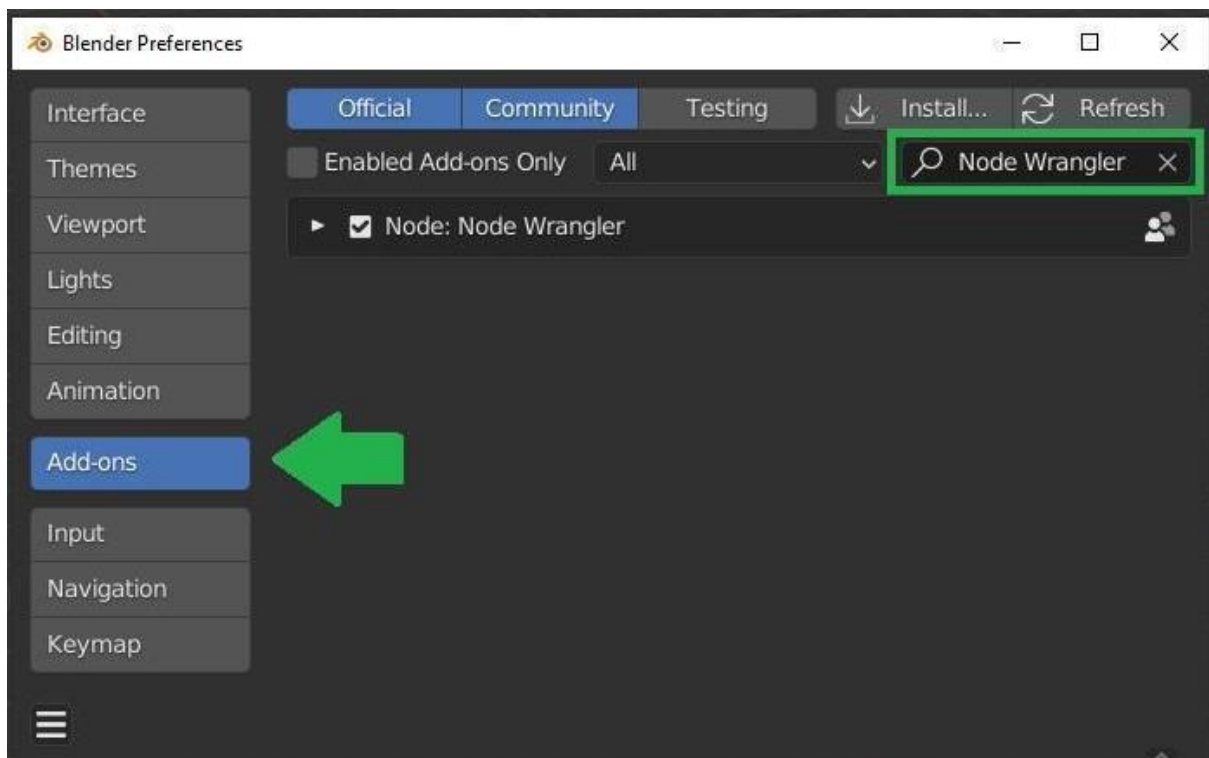 Blender Preferences
Interface
Themes
Viewport
Lights
Editing
Animation
Add-ons
Input
Navigation
Keymap
Official Community Testing Install... Refresh
Enabled Add-ons Only All Node Wrangler
Node: Node Wrangler